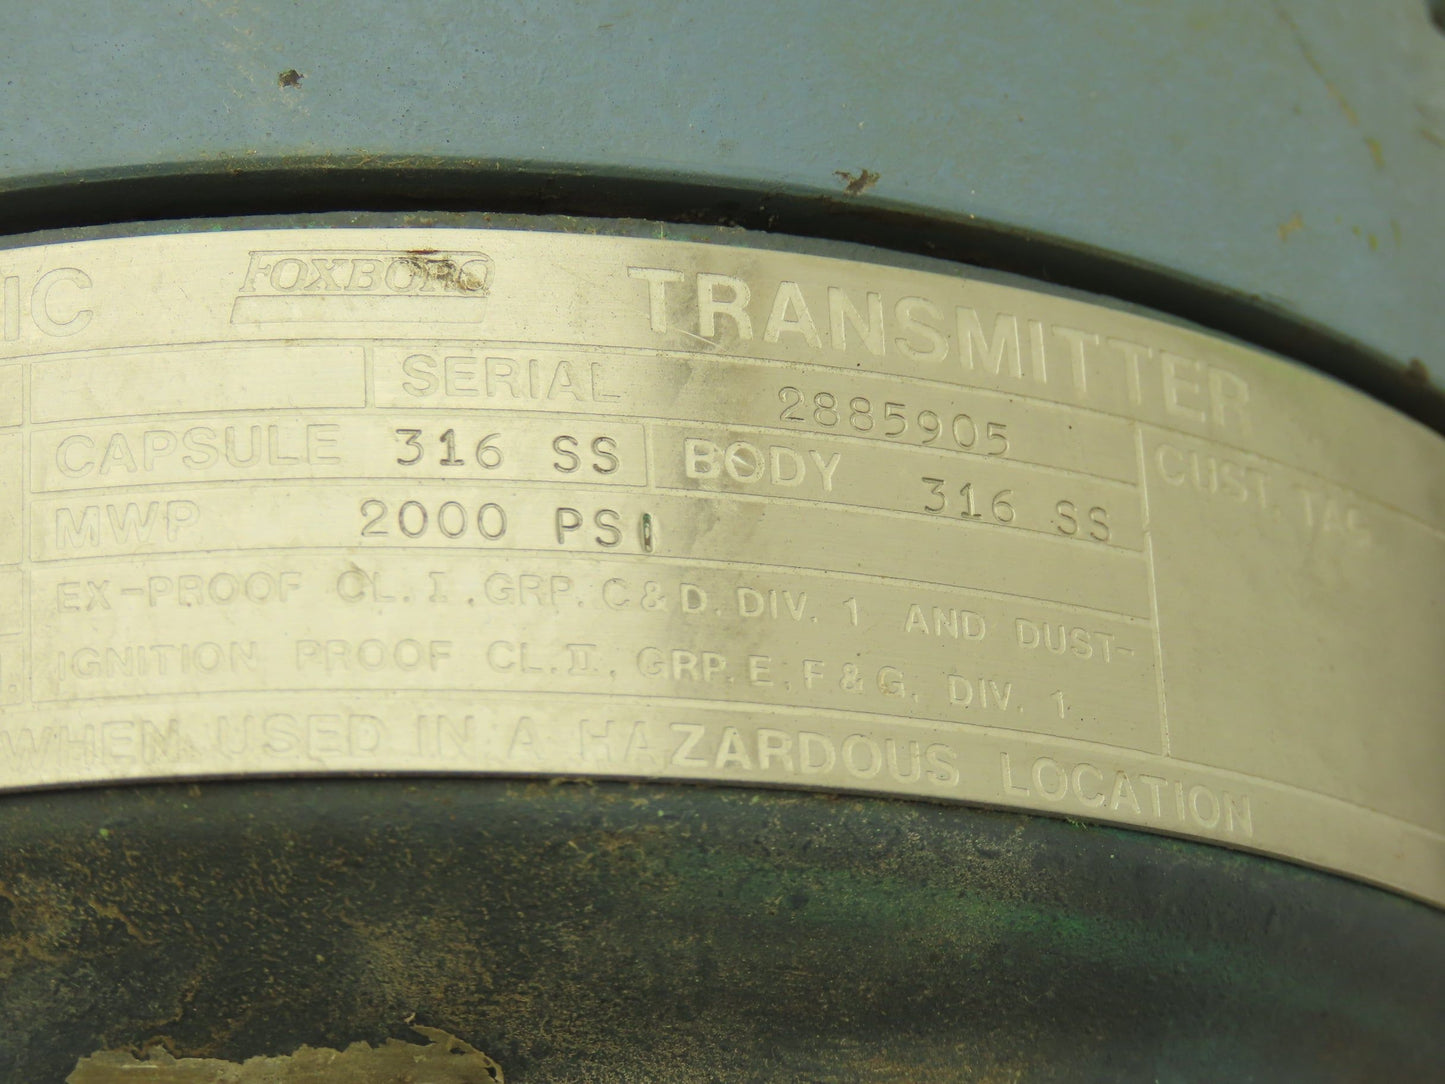 IC FOXBORO TRANSMITTER
SERIAL 2885905
CAPSULE 316 SS BODY 316 SS CUST. TAG
MWP 2000 PSI
EX-PROOF CL. I, GRP. C & D. DIV. 1 AND DUST-
IGNITION PROOF CL. II, GRP. E, F & G, DIV. 1
WHEN USED IN A HAZARDOUS LOCATION